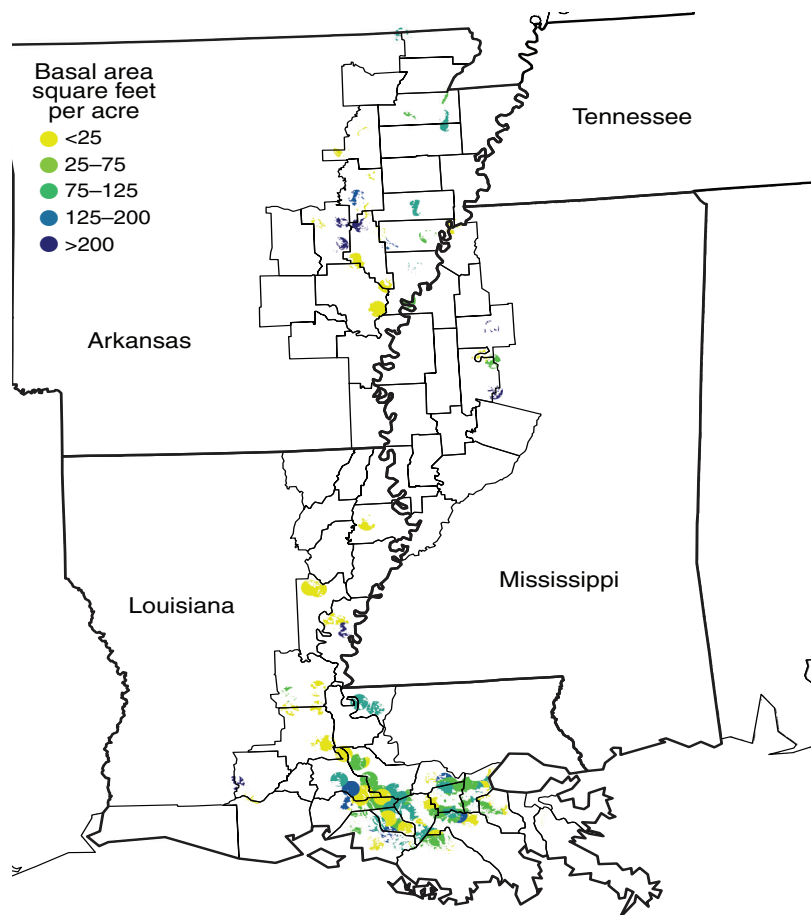 Basal area
square feet
per acre
<25
25–75
75–125
125–200
>200
Tennessee
Arkansas
Mississippi
Louisiana